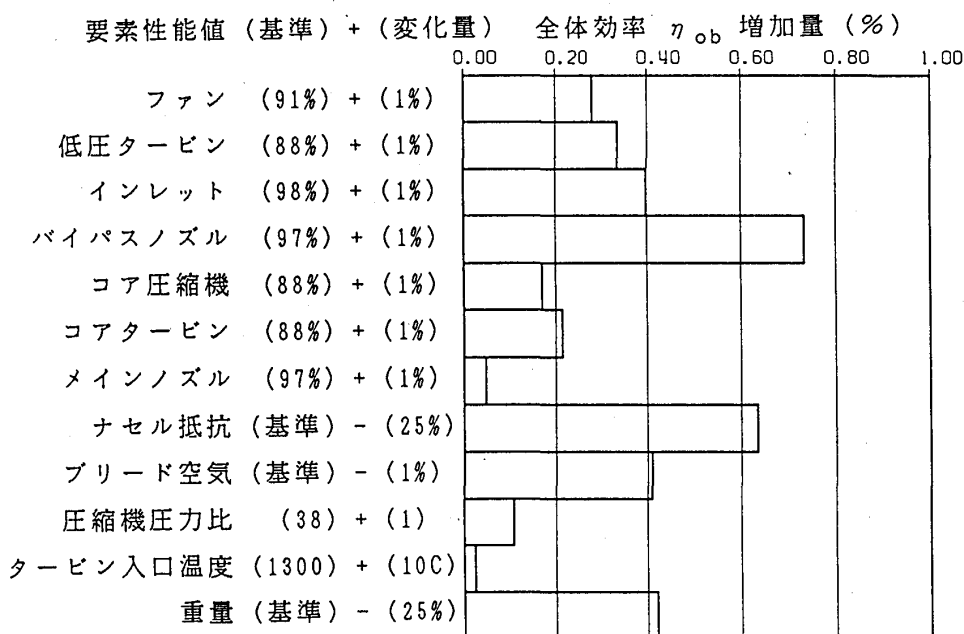 要素性能値 (基準) + (変化量) 全体効率 ηob 増加量 (%)
0.00 0.20 0.40 0.60 0.80 1.00
ファン (91%) + (1%)
低圧タービン (88%) + (1%)
インレット (98%) + (1%)
バイパスノズル (97%) + (1%)
コア圧縮機 (88%) + (1%)
コアタービン (88%) + (1%)
メインノズル (97%) + (1%)
ナセル抵抗 (基準) - (25%)
ブリード空気 (基準) - (1%)
圧縮機圧力比 (38) + (1)
タービン入口温度 (1300) + (10C)
重量 (基準) - (25%)